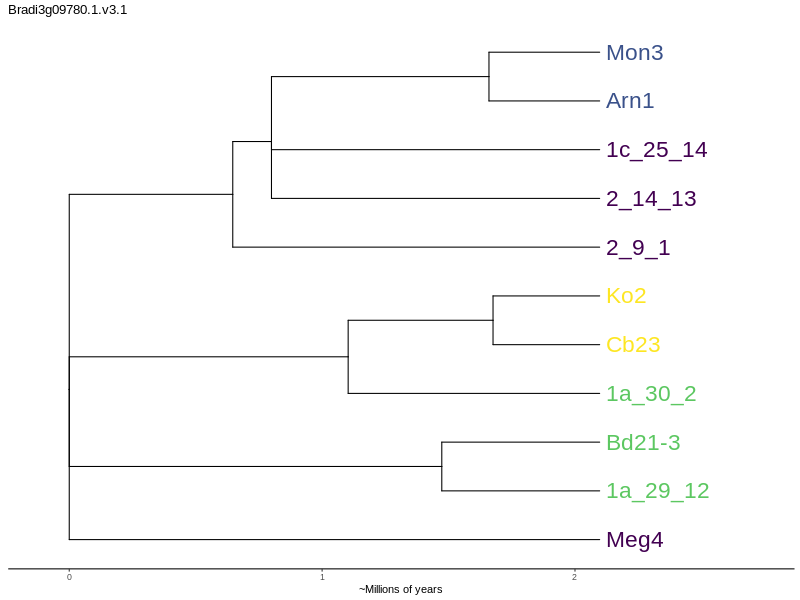 Bradi3g09780.1.v3.1
Mon3
Arn1
1c_25_14
2_14_13
2_9_1
Ko2
Cb23
1a_30_2
Bd21-3
1a_29_12
Meg4
0 1 2
~Millions of years